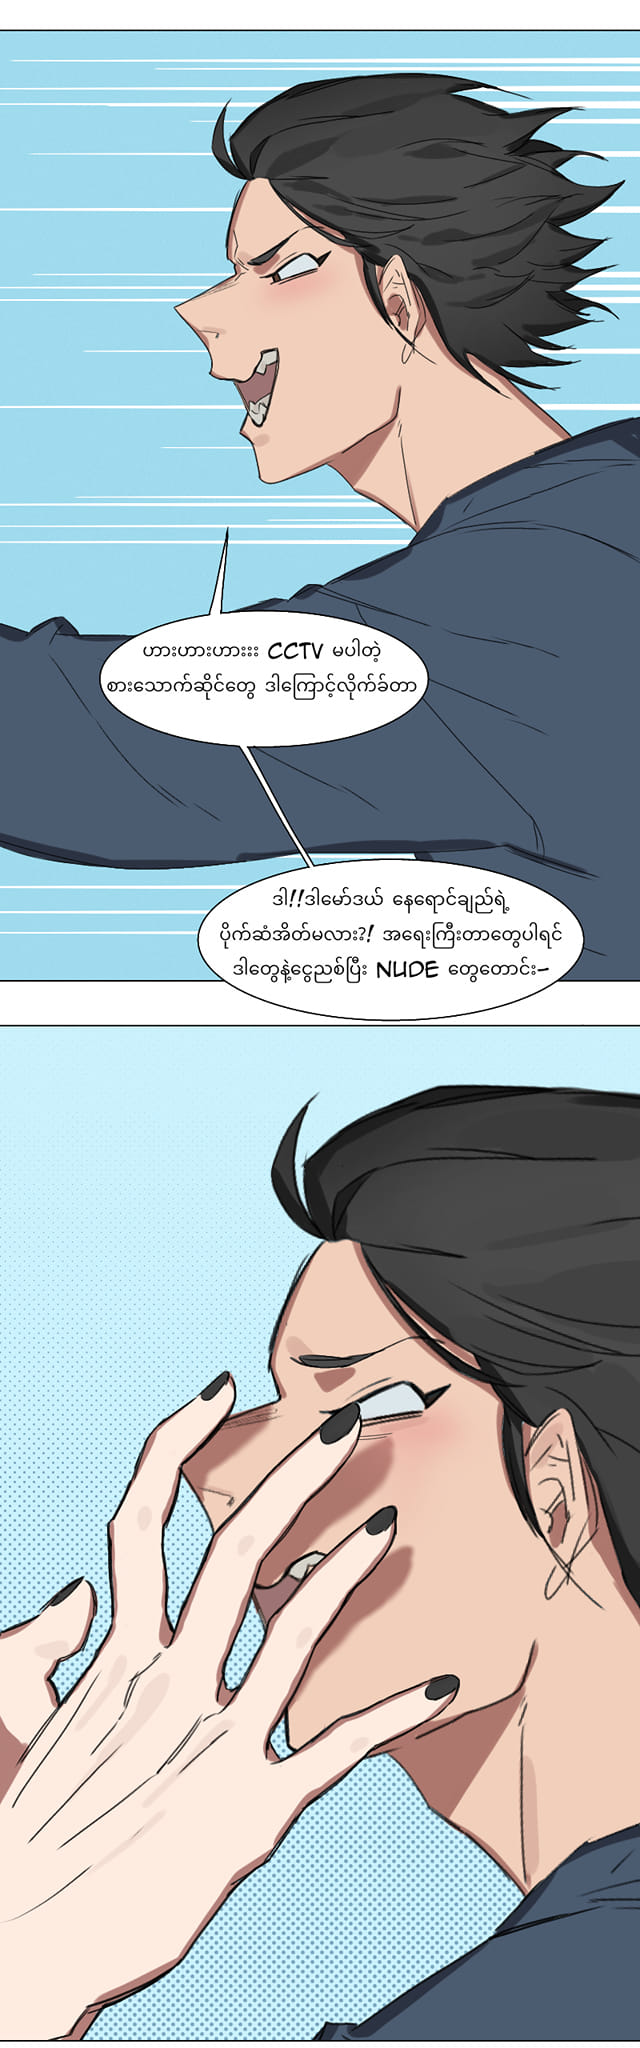 ဟားဟားဟားးး CCTV မပါတဲ့
စားသောက်ဆိုင်တွေ ဒါကြောင့်လိုက်ခ်တာ
ဒါ!!ဒါမော်ဒယ် နေရောင်ချည်ရဲ့
ပိုက်ဆံအိတ်မလား?! အရေးကြီးတာတွေပါရင်
ဒါတွေနဲ့ငွေညစ်ပြီး NUDE တွေတောင်း-